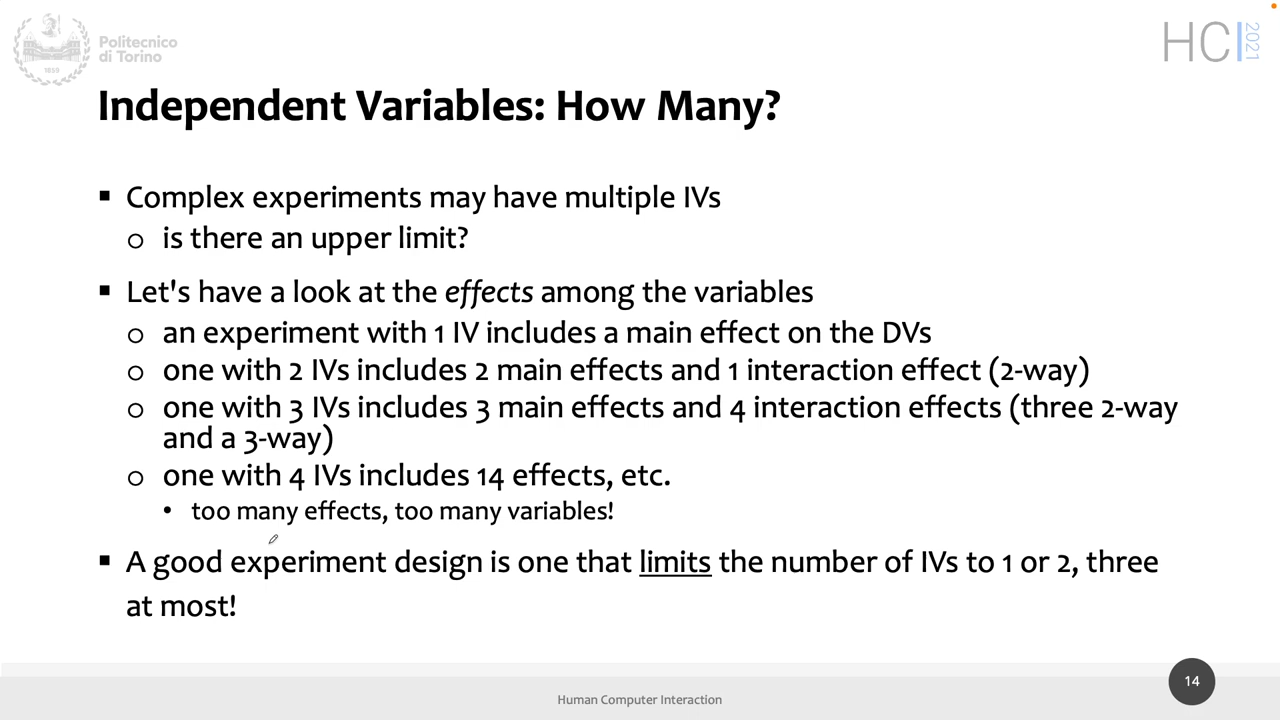 Politecnico
di Torino
1859
HCI 2021
Independent Variables: How Many?
▪ Complex experiments may have multiple IVs
o is there an upper limit?
▪ Let's have a look at the effects among the variables
o an experiment with 1 IV includes a main effect on the DVs
o one with 2 IVs includes 2 main effects and 1 interaction effect (2-way)
o one with 3 IVs includes 3 main effects and 4 interaction effects (three 2-way
and a 3-way)
o one with 4 IVs includes 14 effects, etc.
• too many effects, too many variables!
▪ A good experiment design is one that limits the number of IVs to 1 or 2, three
at most!
Human Computer Interaction
14